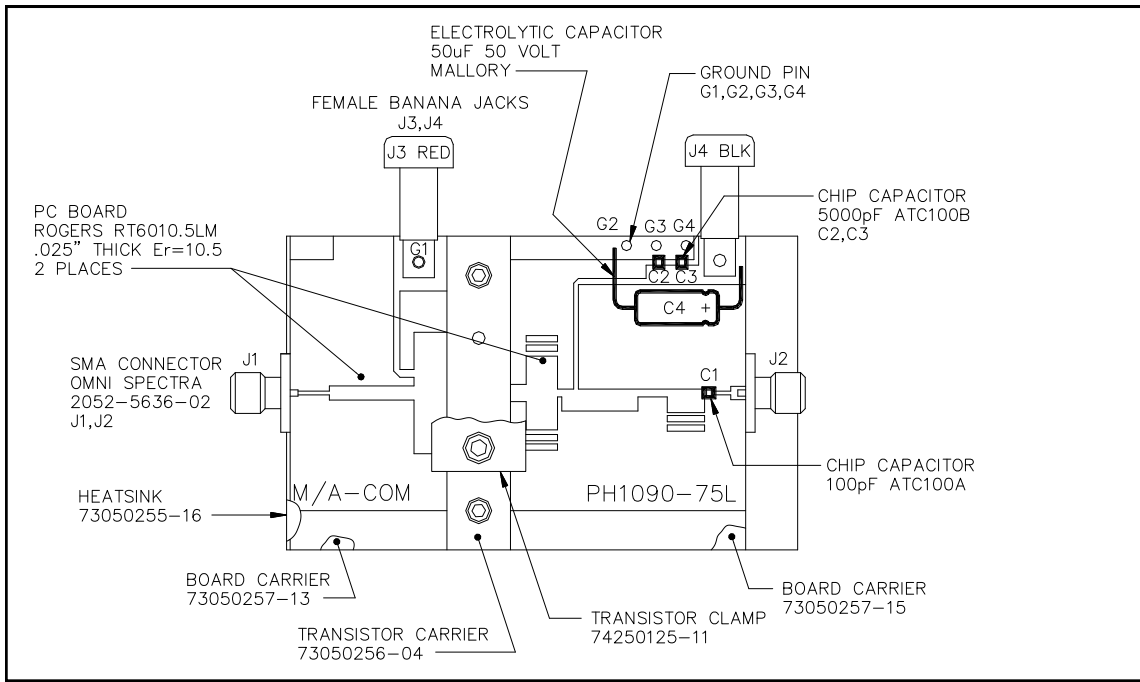 ELECTROLYTIC CAPACITOR
50uF 50 VOLT
MALLORY
GROUND PIN
G1,G2,G3,G4
FEMALE BANANA JACKS
J3,J4
J3 RED
J4 BLK
CHIP CAPACITOR
5000pF ATC100B
C2,C3
PC BOARD
ROGERS RT6010.5LM
.025” THICK Er=10.5
2 PLACES
G1
G2
G3
G4
C2
C3
C4 +
SMA CONNECTOR
OMNI SPECTRA
2052-5636-02
J1,J2
J1
J2
C1
CHIP CAPACITOR
100pF ATC100A
M/A-COM
PH1090-75L
HEATSINK
73050255-16
BOARD CARRIER
73050257-13
TRANSISTOR CARRIER
73050256-04
TRANSISTOR CLAMP
74250125-11
BOARD CARRIER
73050257-15